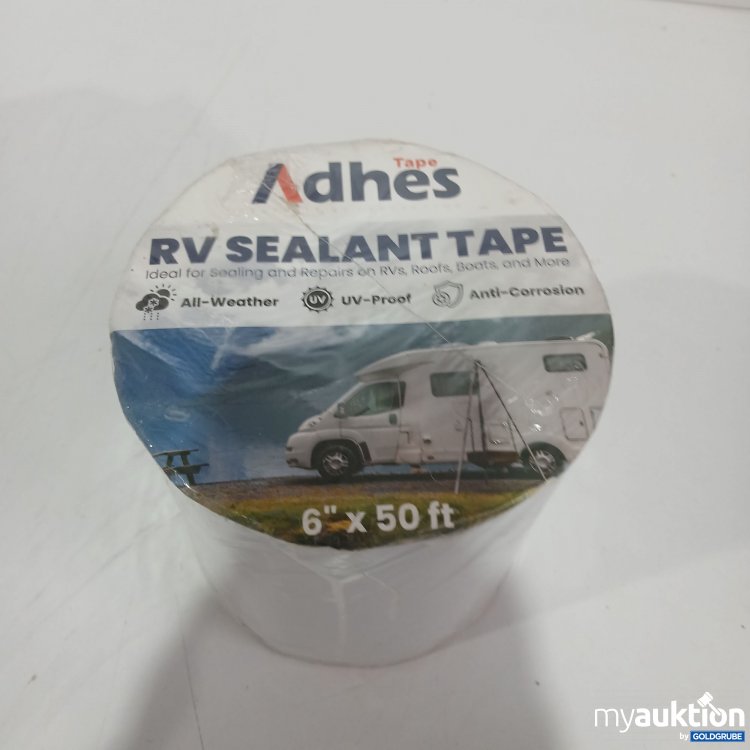 Tape
Adhes
RV SEALANT TAPE
Ideal for Sealing and Repairs on RVs, Roofs, Boats, and More
All-Weather UV UV-Proof Anti-Corrosion
6" x 50 ft
myauktion
by GOLDGRUBE